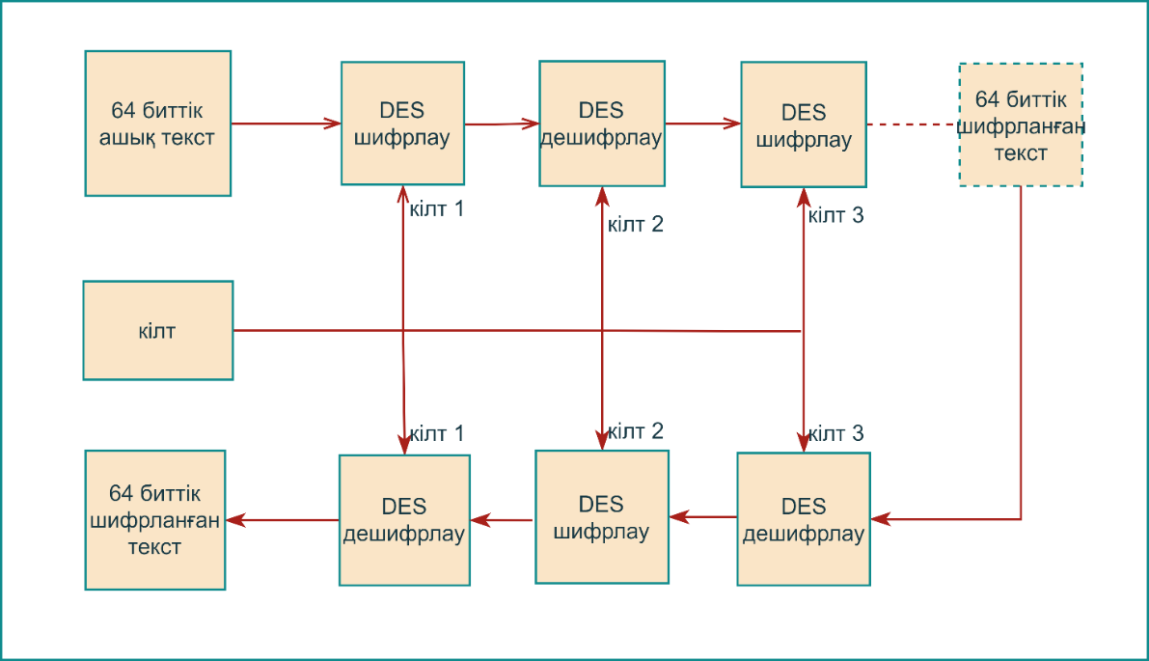 64 биттік
ашық текст
DES
шифрлау
DES
дешифрлау
DES
шифрлау
64 биттік
шифрланған
текст
кілт 1
кілт 2
кілт 3
кілт
кілт 1
кілт 2
кілт 3
64 биттік
шифрланған
текст
DES
дешифрлау
DES
шифрлау
DES
дешифрлау